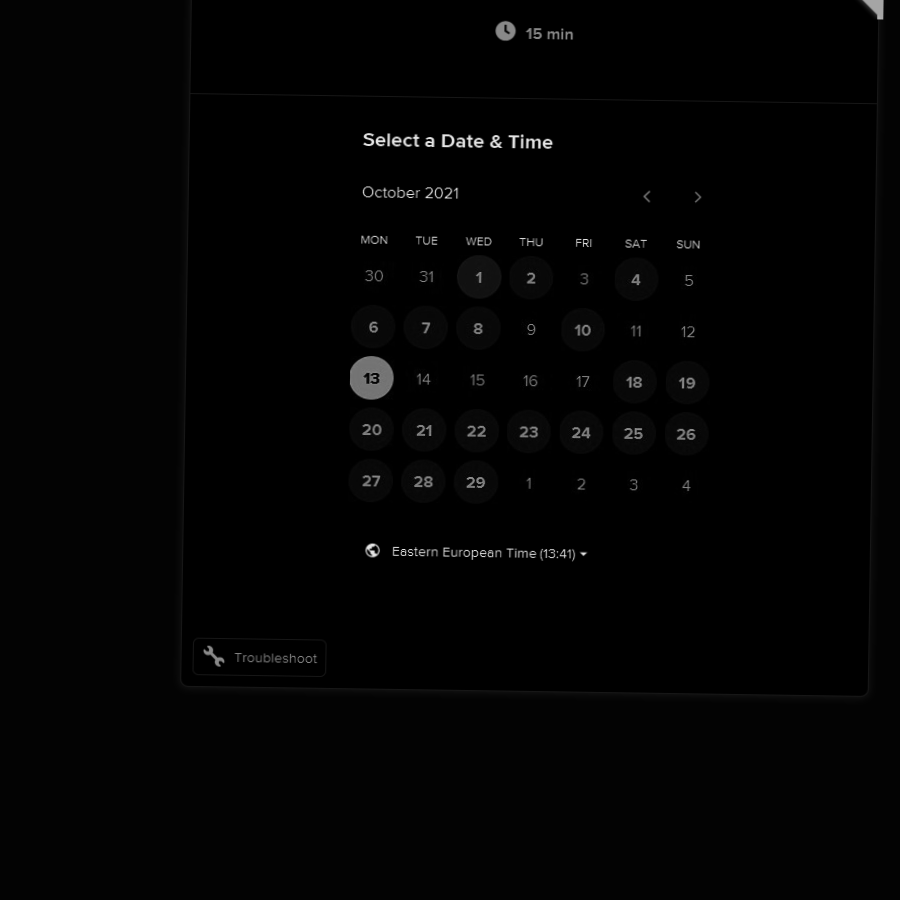 15 min
Select a Date & Time
October 2021
MON TUE WED THU FRI SAT SUN
30 31 1 2 3 4 5
6 7 8 9 10 11 12
13 14 15 16 17 18 19
20 21 22 23 24 25 26
27 28 29 1 2 3 4
Eastern European Time (13:41)
Troubleshoot